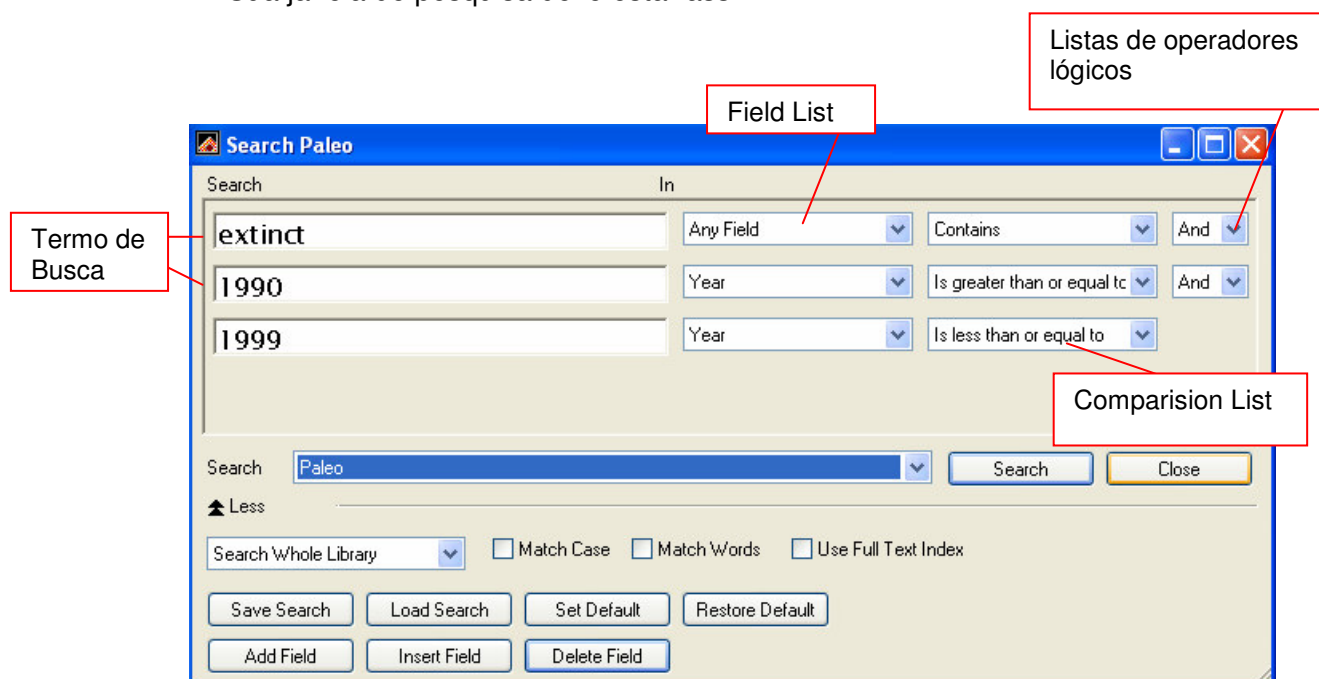 Listas de operadores
lógicos
Field List
Search Paleo
Search In
Termo de
Busca
extinct Any Field Contains And
1990 Year Is greater than or equal tc And
1999 Year Is less than or equal to
Comparision List
Search Paleo Search Close
Less
Search Whole Library Match Case Match Words Use Full Text Index
Save Search Load Search Set Default Restore Default
Add Field Insert Field Delete Field